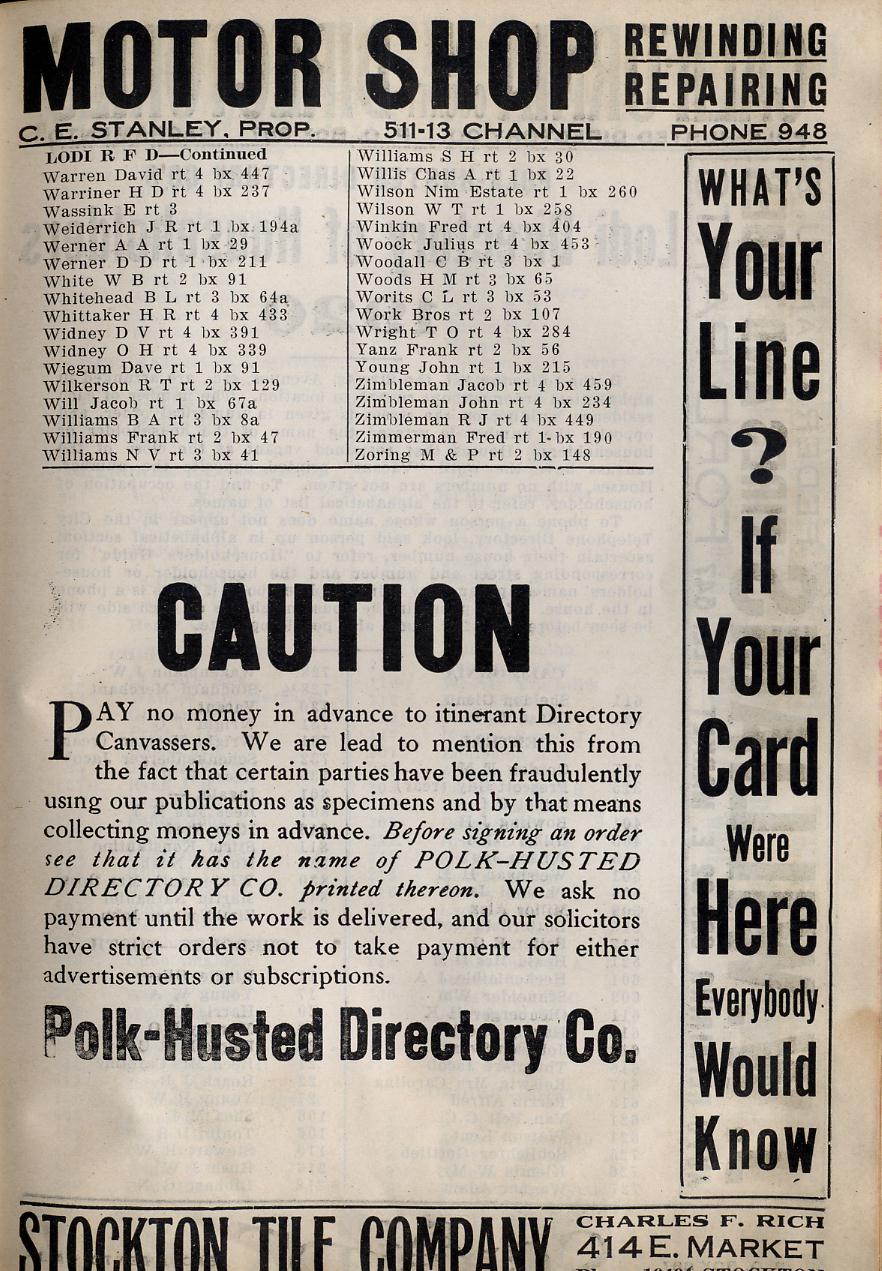 MOTOR SHOP
REWINDING
REPAIRING
C. E. STANLEY, PROP. 511-13 CHANNEL PHONE 948
LODI R F D—Continued
Warren David rt 4 bx 447
Warriner H D rt 4 bx 237
Wassink E rt 3
Weiderrich J R rt 1 bx 194a
Werner A A rt 1 bx 29
Werner D D rt 1 bx 211
White W B rt 2 bx 91
Whitehead B L rt 3 bx 64a
Whittaker H R rt 4 bx 433
Widney D V rt 4 bx 391
Widney O H rt 4 bx 339
Wiegum Dave rt 1 bx 91
Wilkerson R T rt 2 bx 129
Will Jacob rt 1 bx 67a
Williams B A rt 3 bx 8a
Williams Frank rt 2 bx 47
Williams N V rt 3 bx 41
Williams S H rt 2 bx 30
Willis Chas A rt 1 bx 22
Wilson Nim Estate rt 1 bx 260
Wilson W T rt 1 bx 258
Winkin Fred rt 4 bx 404
Woock Julius rt 4 bx 453
Woodall C B rt 3 bx 1
Woods H M rt 3 bx 65
Worits C L rt 3 bx 53
Work Bros rt 2 bx 107
Wright T O rt 4 bx 284
Yanz Frank rt 2 bx 56
Young John rt 1 bx 215
Zimbleman Jacob rt 4 bx 459
Zimbleman John rt 4 bx 234
Zimbleman R J rt 4 bx 449
Zimmerman Fred rt 1 bx 190
Zoring M & P rt 2 bx 148
CAUTION
PAY no money in advance to itinerant Directory
Canvassers. We are lead to mention this from
the fact that certain parties have been fraudulently
using our publications as specimens and by that means
collecting moneys in advance. Before signing an order
see that it has the name of POLK-HUSTED
DIRECTORY CO. printed thereon. We ask no
payment until the work is delivered, and our solicitors
have strict orders not to take payment for either
advertisements or subscriptions.
Polk-Husted Directory Co.
WHAT'S
Your
Line
?
If
Your
Card
Were
Here
Everybody
Would
Know
STOCKTON TILE COMPANY
CHARLES F. RICH
414 E. MARKET